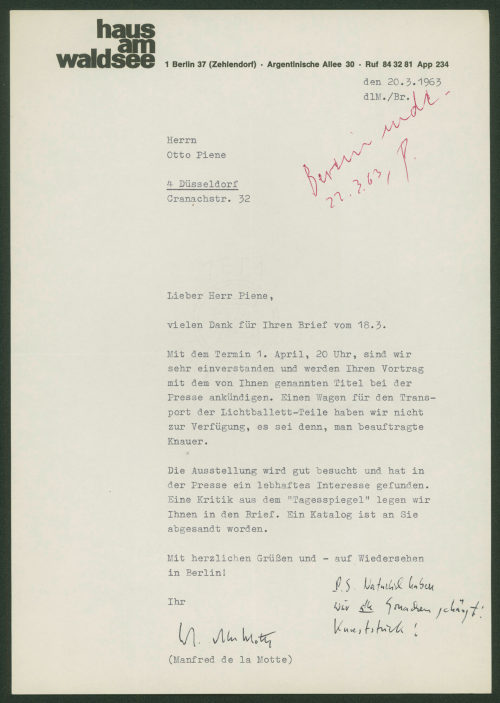 haus
am
waldsee
1 Berlin 37 (Zehlendorf) · Argentinische Allee 30 · Ruf 84 32 81 App 234
den 20.3.1963
dlM./Br.
22.3.63, P.
Herrn
Otto Piene
4 Düsseldorf
Cranachstr. 32
Lieber Herr Piene,
vielen Dank für Ihren Brief vom 18.3.
Mit dem Termin 1. April, 20 Uhr, sind wir
sehr einverstanden und werden Ihren Vortrag
mit dem von Ihnen genannten Titel bei der
Presse ankündigen. Einen Wagen für den Trans-
port der Lichtballett-Teile haben wir nicht
zur Verfügung, es sei denn, man beauftragte
Knauer.
Die Ausstellung wird gut besucht und hat in
der Presse ein lebhaftes Interesse gefunden.
Eine Kritik aus dem "Tagesspiegel" legen wir
Ihnen in den Brief. Ein Katalog ist an Sie
abgesandt worden.
Mit herzlichen Grüßen und - auf Wiedersehen
in Berlin!
Ihr
P.S. Natürlich haben
wir die Gouachen gehängt!
Kunststück!
(Manfred de la Motte)